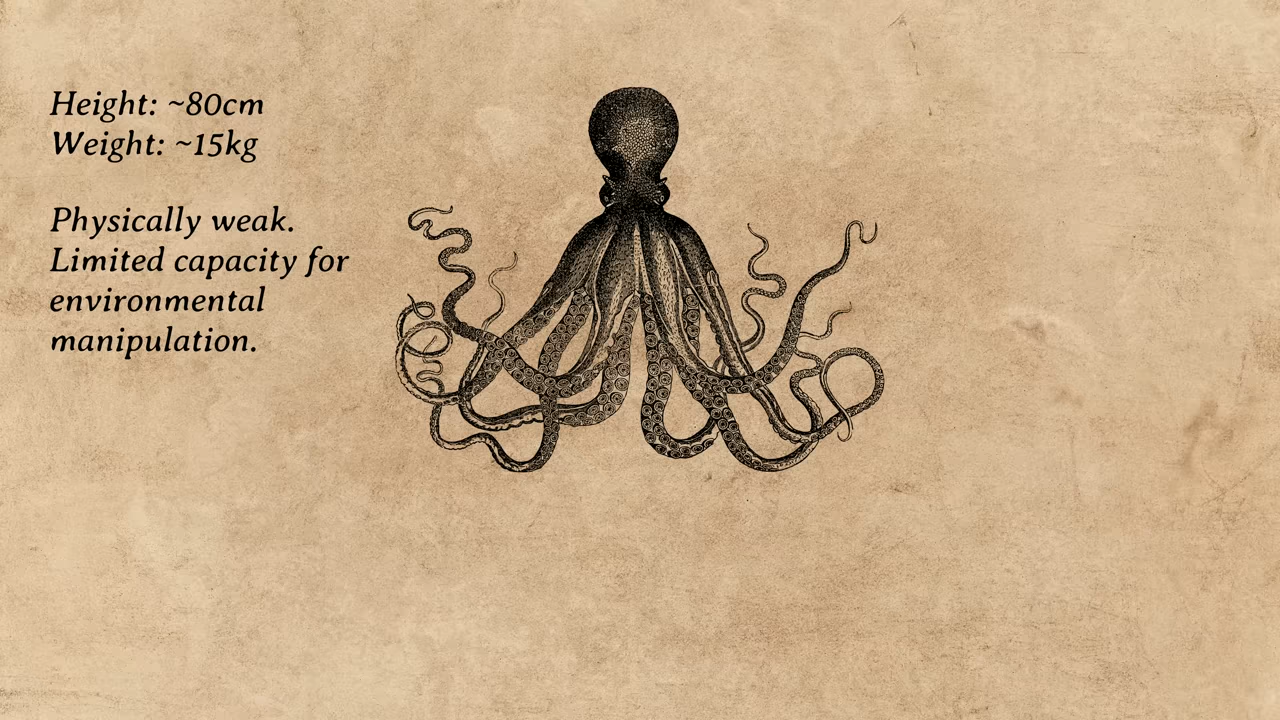 Height: ~80cm
Weight: ~15kg
Physically weak.
Limited capacity for
environmental
manipulation.